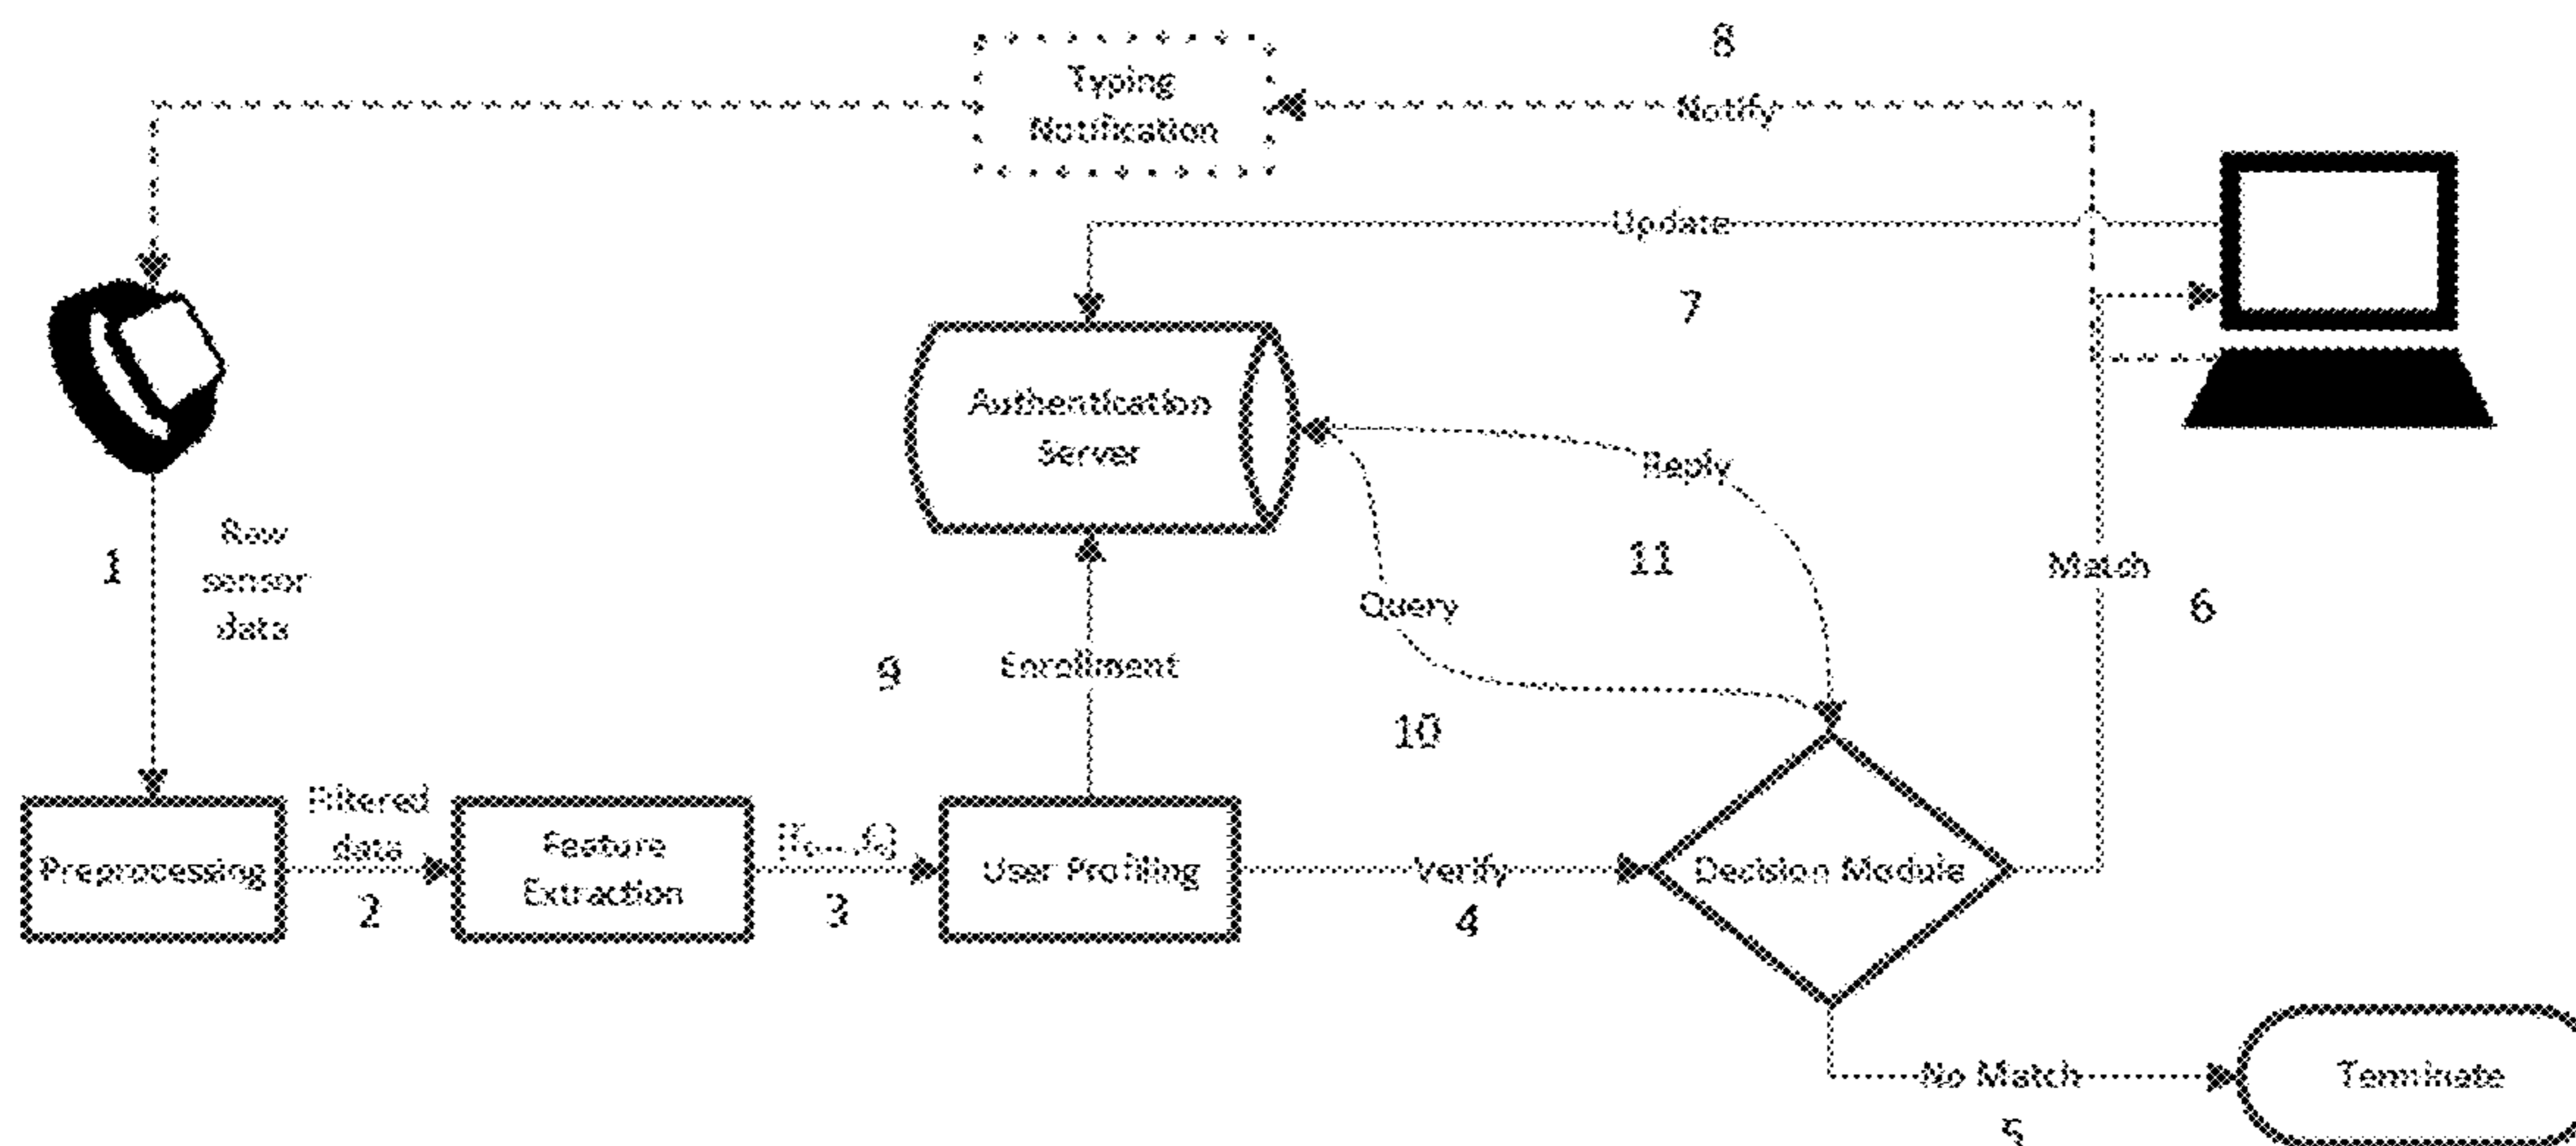 8
Typing
Notification
Notify
Update
7
Authentication
Server
Reply
Raw
sensor
data
1
11
Match
6
Query
9
Enrollment
10
Filtered
data
Preprocessing
2
Feature
Extraction
3
User Profiling
Verify
4
Decision Module
No Match
5
Terminate